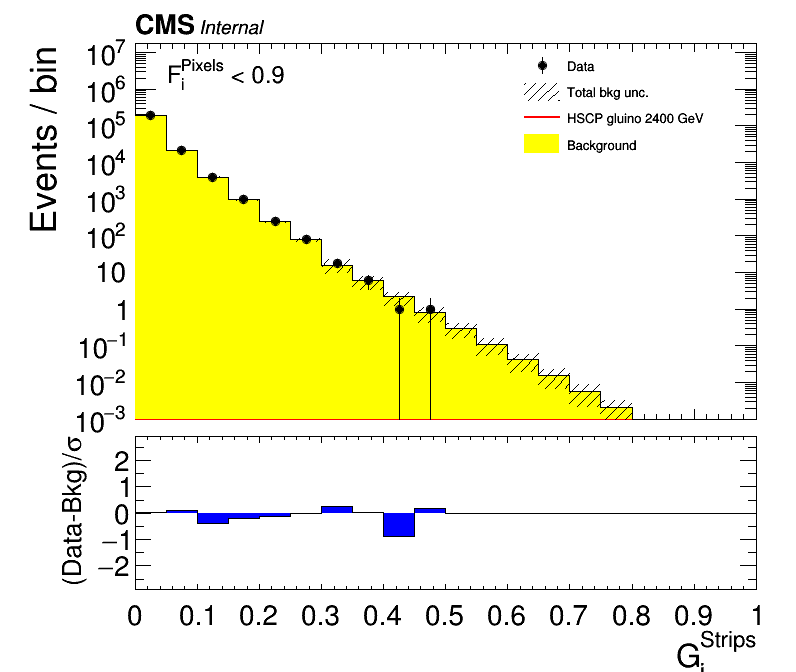 CMS Internal
Events / bin
10^7
10^6
10^5
10^4
10^3
10^2
10
1
10^−1
10^−2
10^−3
F_i^Pixels < 0.9
Data
Total bkg unc.
HSCP gluino 2400 GeV
Background
(Data-Bkg)/σ
2
1
0
−1
−2
0 0.1 0.2 0.3 0.4 0.5 0.6 0.7 0.8 0.9 1
G_i^Strips